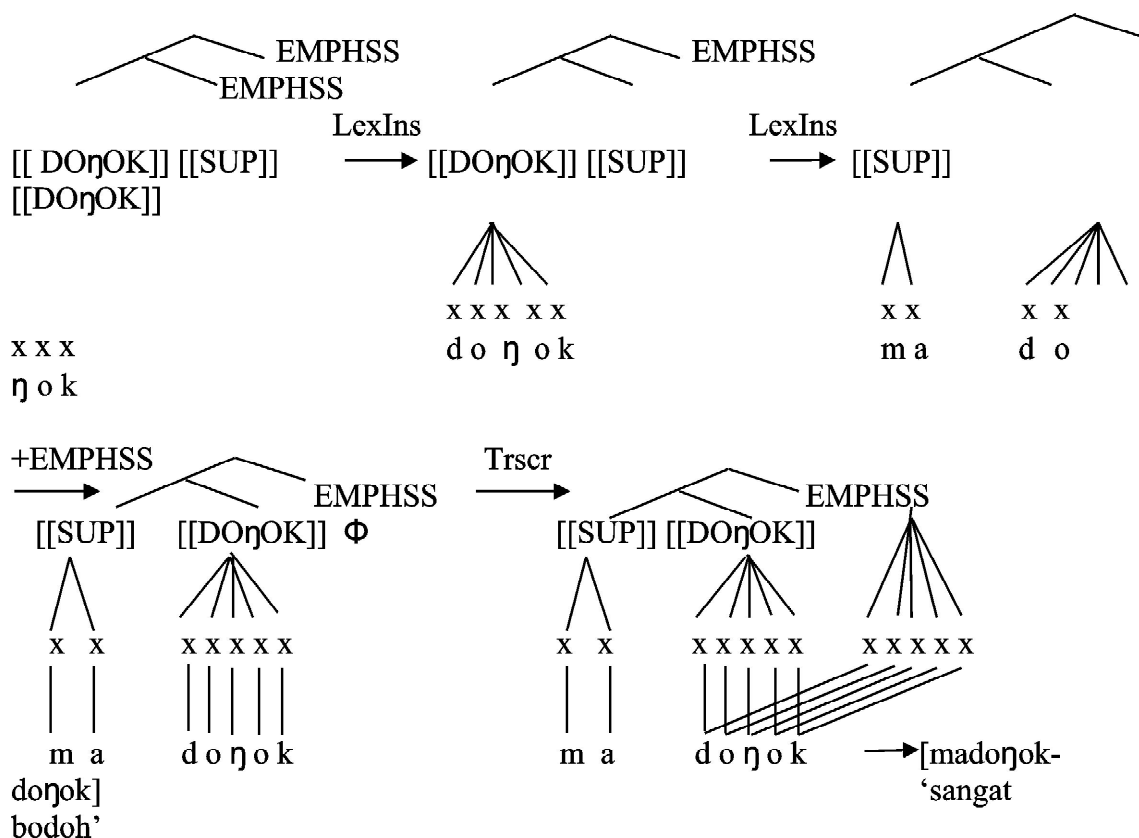 EMPHSS EMPHSS
EMPHSS
LexIns LexIns
[[ DOŋOK]] [[SUP]] [[DOŋOK]] [[SUP]] [[SUP]]
[[DOŋOK]]
x x x x x x x x x
d o ŋ o k m a d o
x x x
ŋ o k
+EMPHSS Trscr
EMPHSS EMPHSS
[[SUP]] [[DOŋOK]] Φ [[SUP]] [[DOŋOK]]
x x x x x x x x x x x x x x x x x x x
m a d o ŋ o k m a d o ŋ o k [madoŋok-
doŋok] ‘sangat
bodoh’